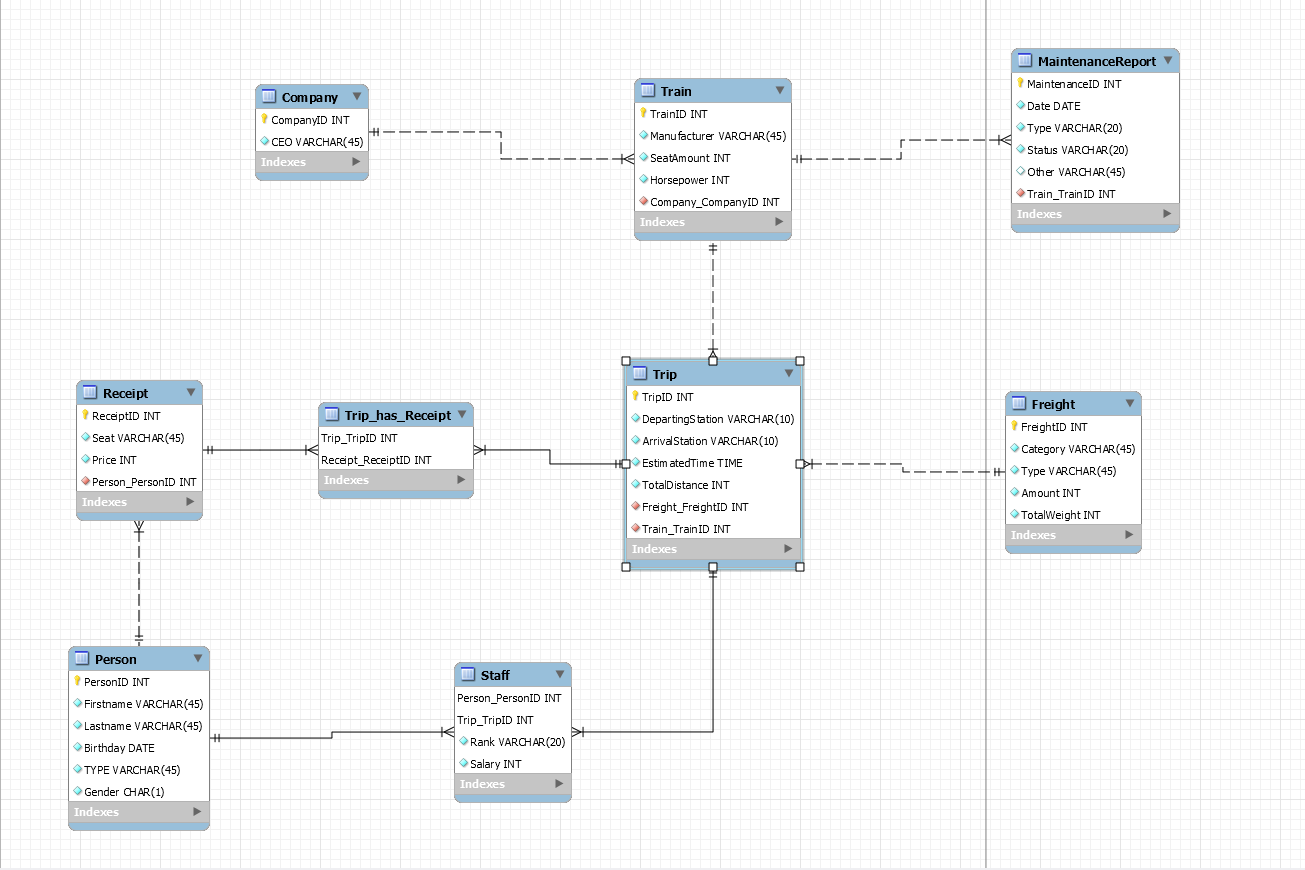 Company
CompanyID INT
CEO VARCHAR(45)
Indexes
Train
TrainID INT
Manufacturer VARCHAR(45)
SeatAmount INT
Horsepower INT
Company_CompanyID INT
Indexes
MaintenanceReport
MaintenanceID INT
Date DATE
Type VARCHAR(20)
Status VARCHAR(20)
Other VARCHAR(45)
Train_TrainID INT
Indexes
Receipt
ReceiptID INT
Seat VARCHAR(45)
Price INT
Person_PersonID INT
Indexes
Trip_has_Receipt
Trip_TripID INT
Receipt_ReceiptID INT
Indexes
Trip
TripID INT
DepartingStation VARCHAR(10)
ArrivalStation VARCHAR(10)
EstimatedTime TIME
TotalDistance INT
Freight_FreightID INT
Train_TrainID INT
Indexes
Freight
FreightID INT
Category VARCHAR(45)
Type VARCHAR(45)
Amount INT
TotalWeight INT
Indexes
Person
PersonID INT
Firstname VARCHAR(45)
Lastname VARCHAR(45)
Birthday DATE
TYPE VARCHAR(45)
Gender CHAR(1)
Indexes
Staff
Person_PersonID INT
Trip_TripID INT
Rank VARCHAR(20)
Salary INT
Indexes